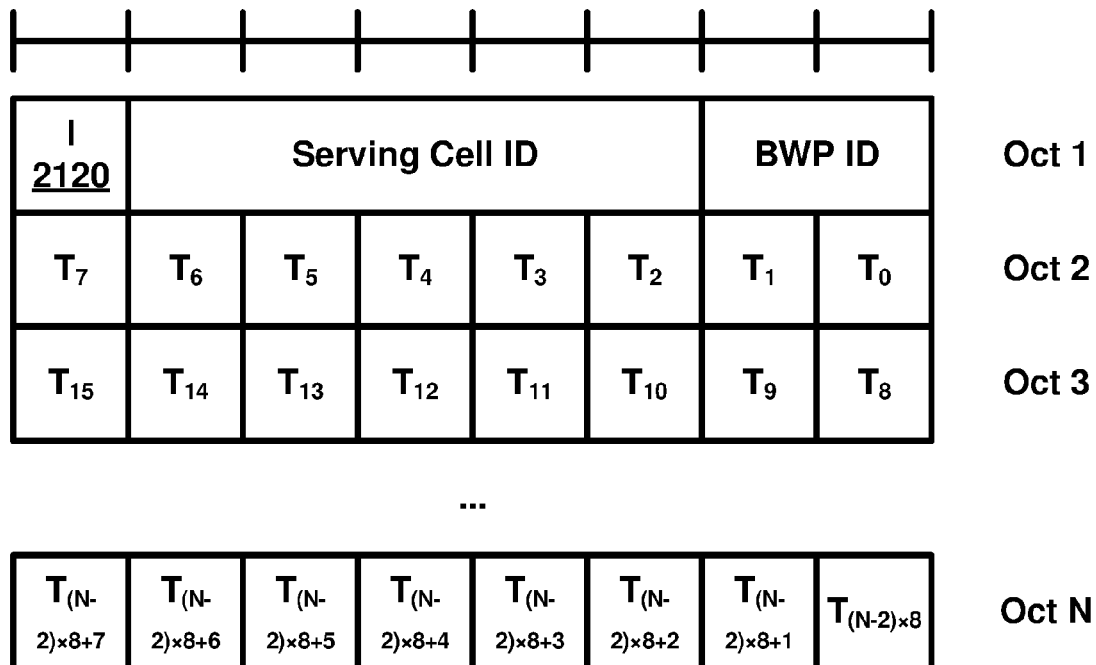 I
2120 Serving Cell ID BWP ID Oct 1
T7 T6 T5 T4 T3 T2 T1 T0 Oct 2
T15 T14 T13 T12 T11 T10 T9 T8 Oct 3
...
T(N- T(N- T(N- T(N- T(N- T(N- T(N- T(N-2)×8 Oct N
2)×8+7 2)×8+6 2)×8+5 2)×8+4 2)×8+3 2)×8+2 2)×8+1